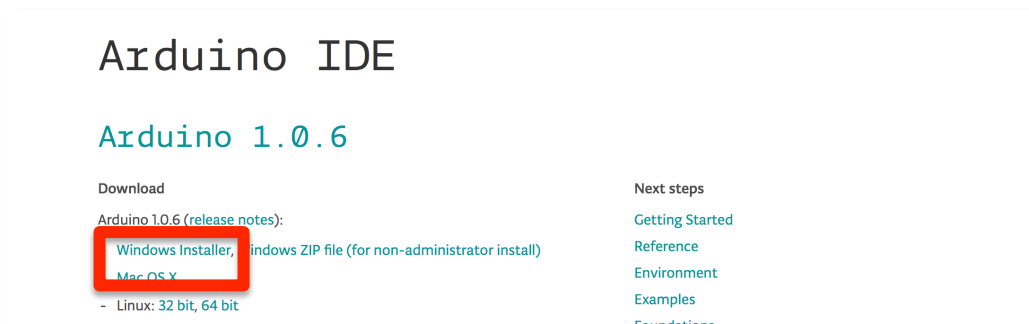 Arduino IDE
Arduino 1.0.6
Download
Arduino 1.0.6 (release notes):
Windows Installer, Windows ZIP file (for non-administrator install)
Mac OS X
- Linux: 32 bit, 64 bit
Next steps
Getting Started
Reference
Environment
Examples
Foundations